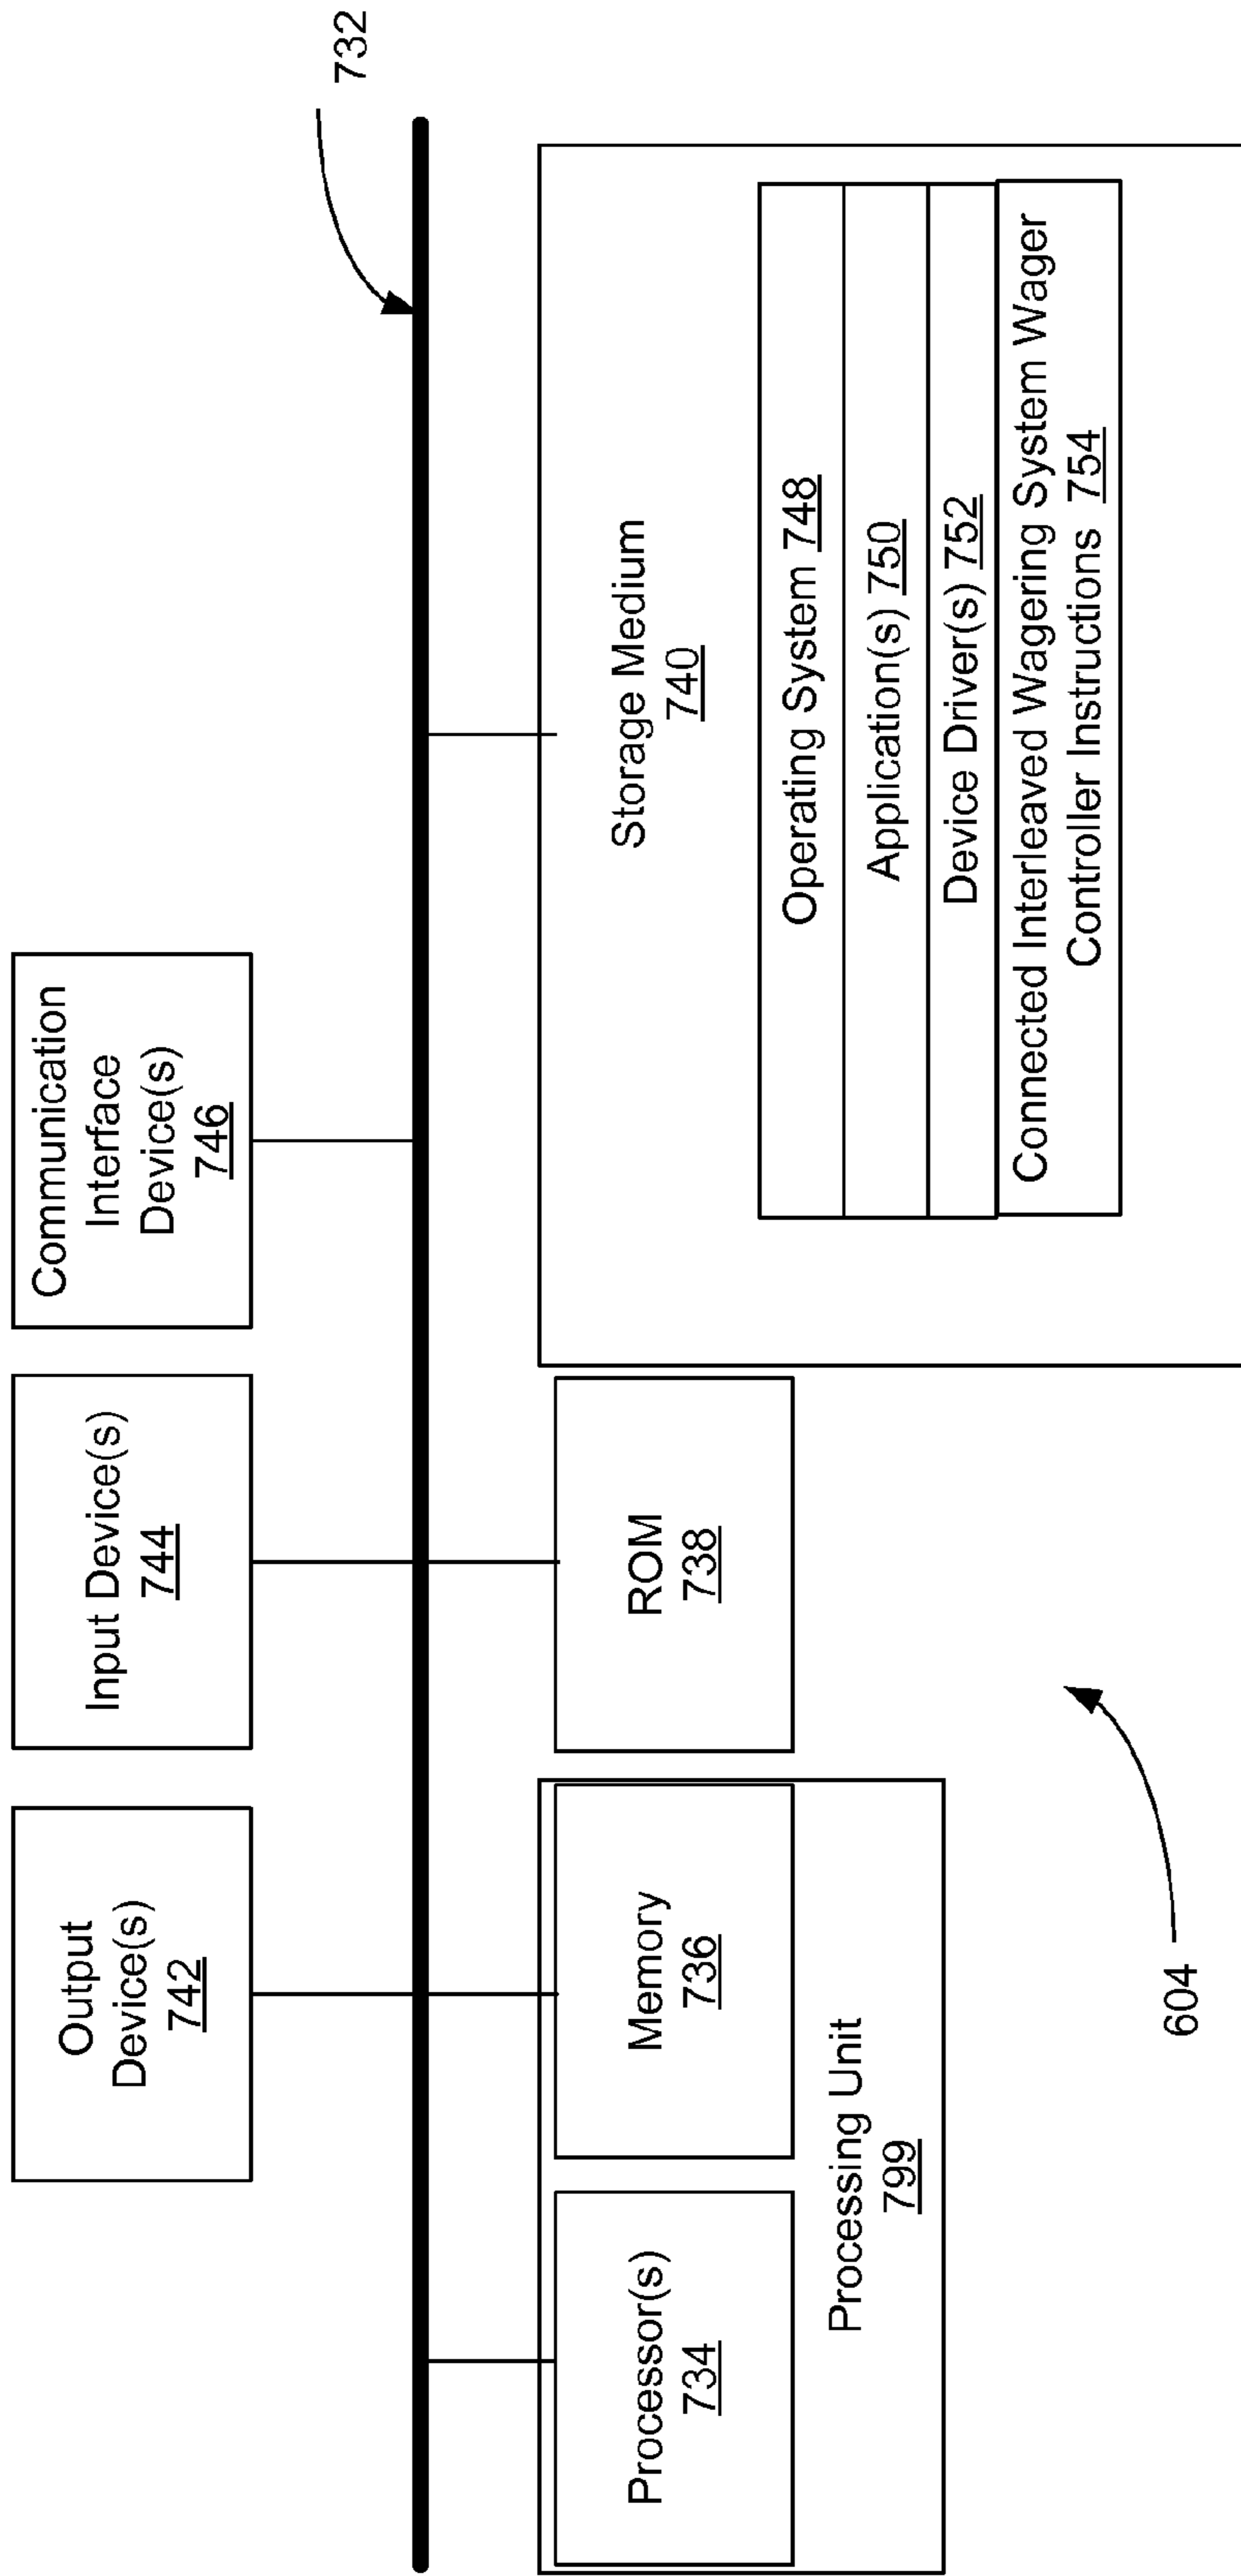 732
Output
Device(s)
742
Input Device(s)
744
Communication
Interface
Device(s)
746
Processor(s)
734
Memory
736
Processing Unit
799
ROM
738
Storage Medium
740
Operating System 748
Application(s) 750
Device Driver(s) 752
Connected Interleaved Wagering System Wager
Controller Instructions 754
604